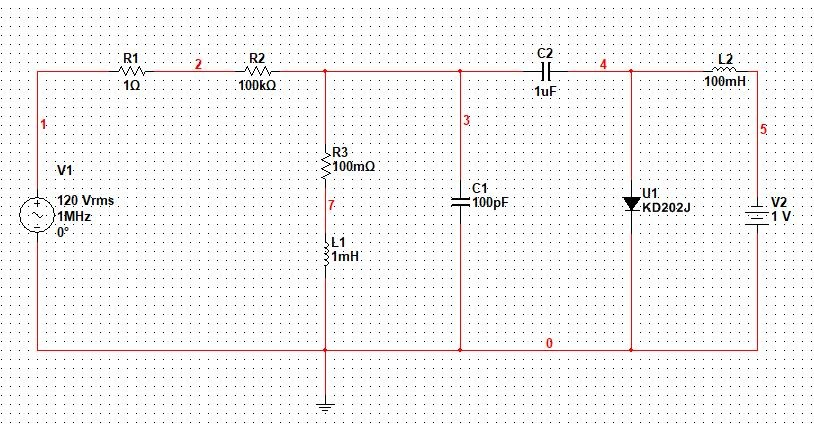 R1
1Ω
2
R2
100kΩ
C2
1uF
4
L2
100mH
1
3
5
R3
100mΩ
V1
120 Vrms
1MHz
0°
7
C1
100pF
U1
KD202J
V2
1 V
L1
1mH
0